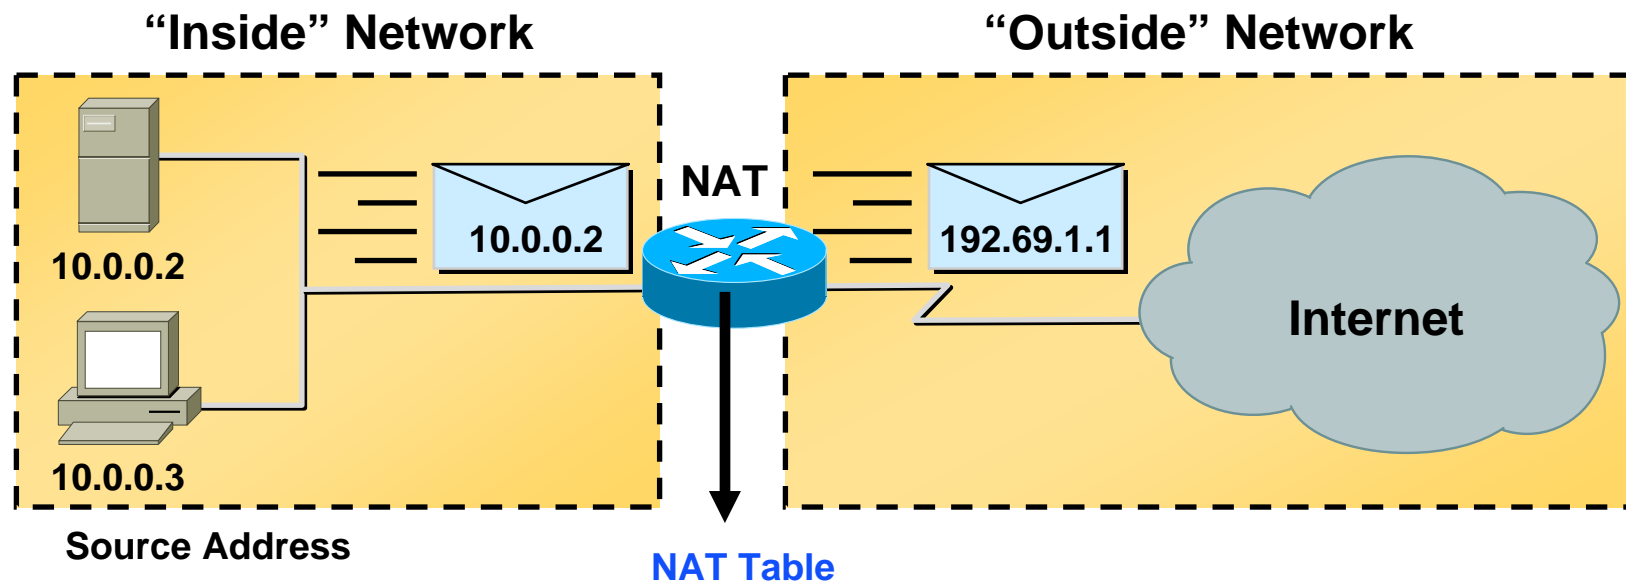 “Inside” Network
“Outside” Network
10.0.0.2
10.0.0.2
NAT
192.69.1.1
Internet
10.0.0.3
Source Address
NAT Table